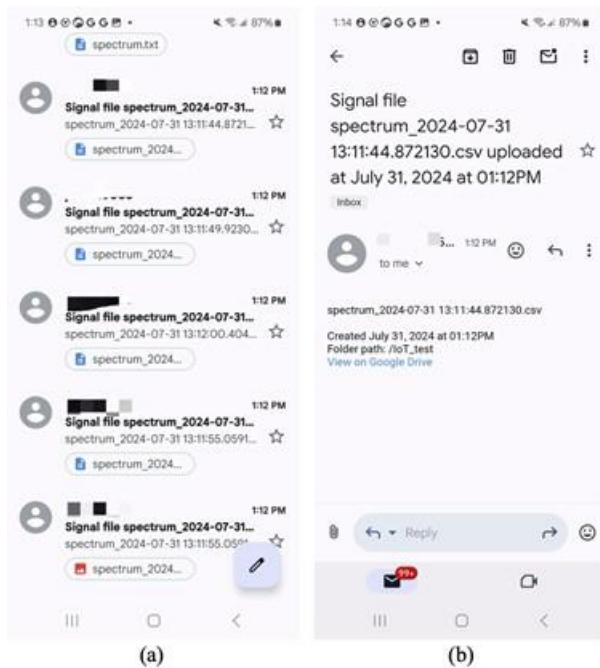 1:13
87%
spectrum.txt
1:12 PM
Signal file spectrum_2024-07-31...
spectrum_2024-07-31 13:11:44.8721...
spectrum_2024...
1:12 PM
Signal file spectrum_2024-07-31...
spectrum_2024-07-31 13:11:49.9230...
spectrum_2024...
1:12 PM
Signal file spectrum_2024-07-31...
spectrum_2024-07-31 13:12:00.404...
spectrum_2024...
1:12 PM
Signal file spectrum_2024-07-31...
spectrum_2024-07-31 13:11:55.0591...
spectrum_2024...
1:12 PM
Signal file spectrum_2024-07-31...
spectrum_2024-07-31 13:11:55.0591...
spectrum_2024...
(a)
1:14
87%
Signal file
spectrum_2024-07-31
13:11:44.872130.csv uploaded
at July 31, 2024 at 01:12PM
Inbox
1:12 PM
to me
spectrum_2024-07-31 13:11:44.872130.csv
Created July 31, 2024 at 01:12PM
Folder path: /IoT_test
View on Google Drive
Reply
99+
(b)